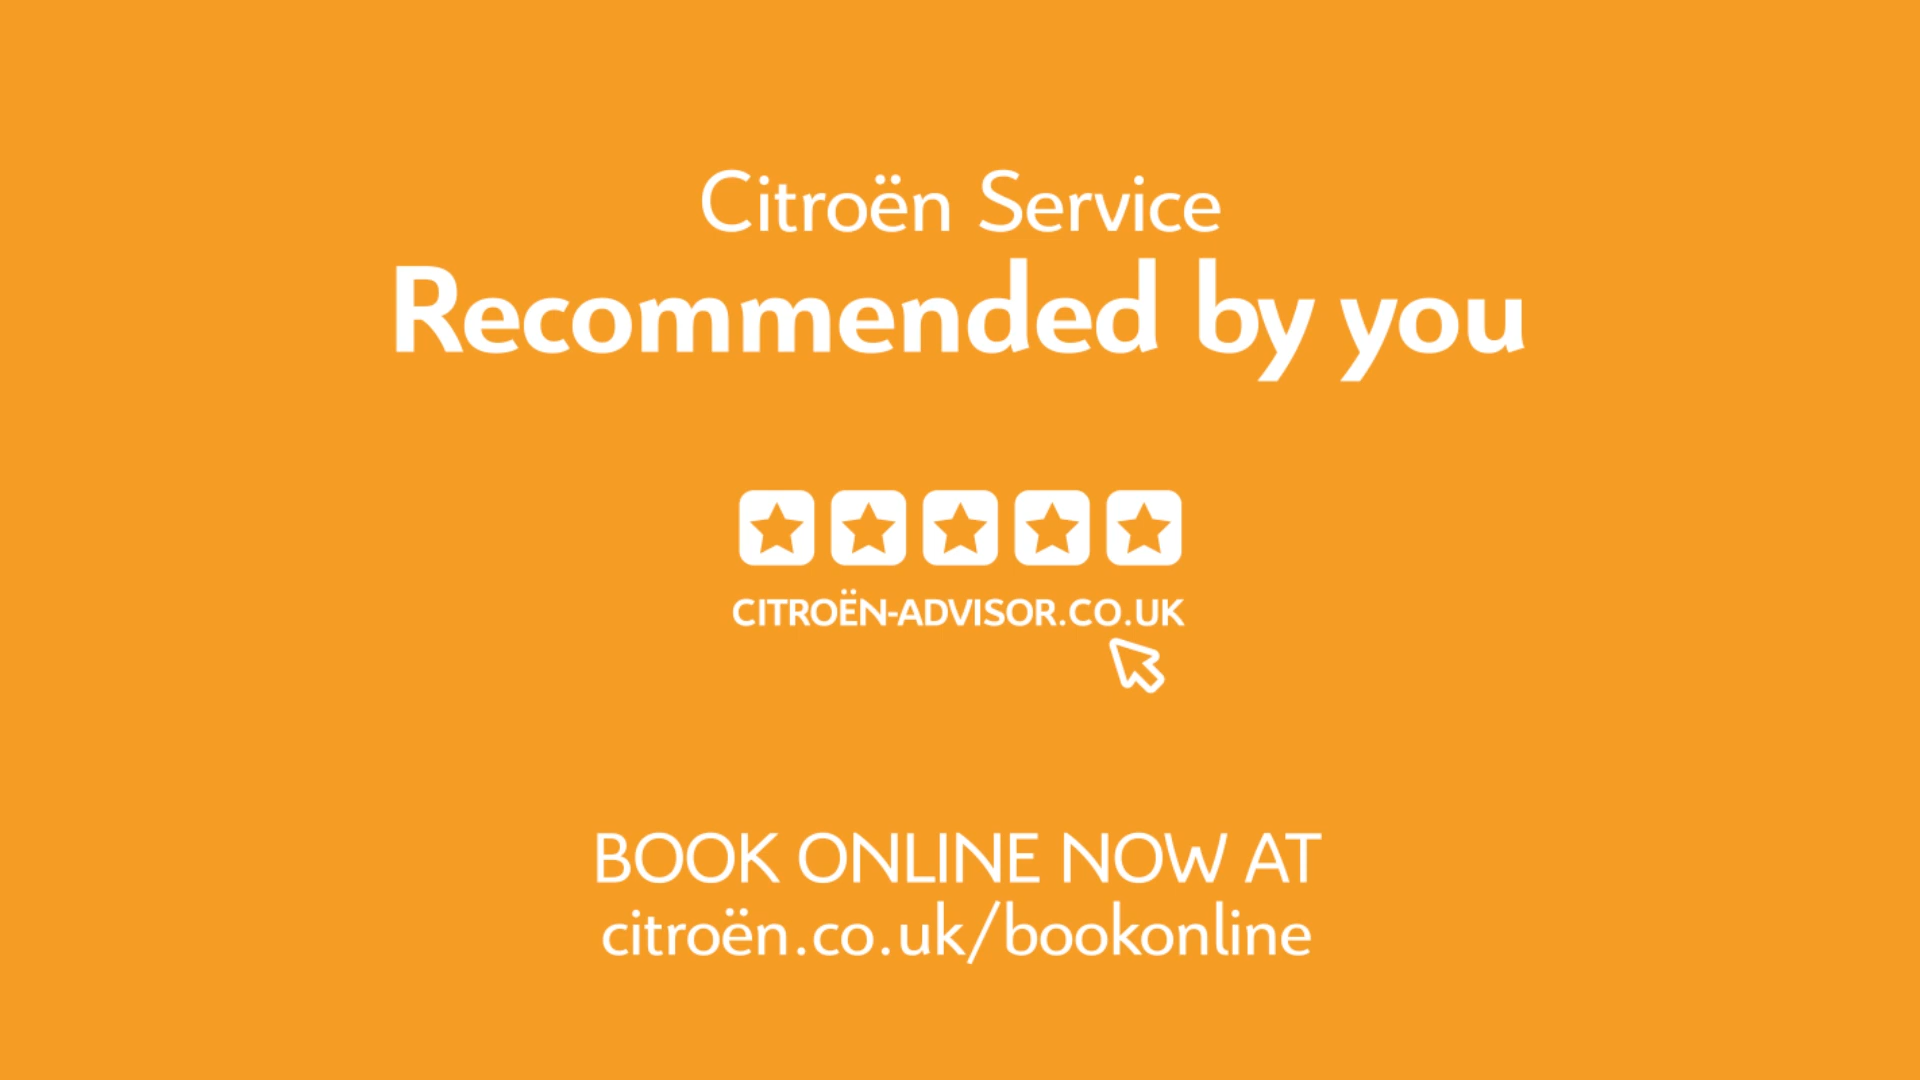 Citroën Service
Recommended by you
CITROËN-ADVISOR.CO.UK
BOOK ONLINE NOW AT
citroën.co.uk/bookonline